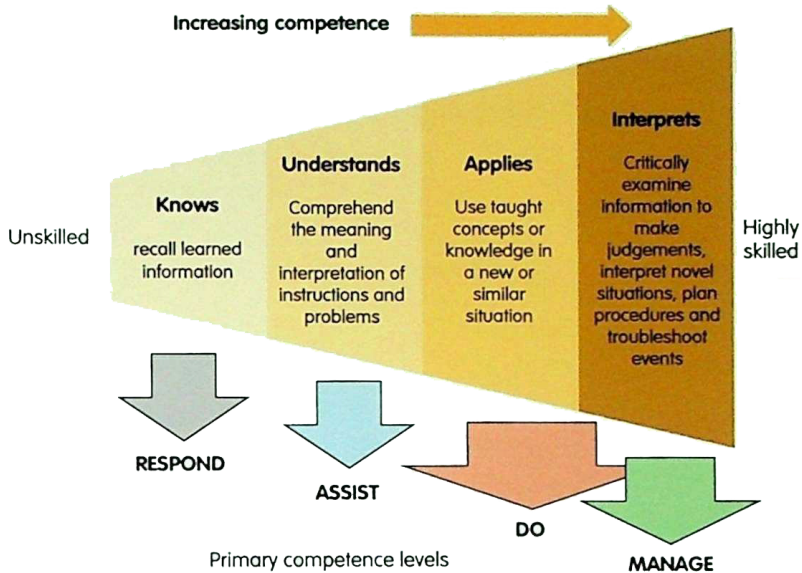 Increasing competence
Unskilled
Knows
recall learned
information
Understands
Comprehend
the meaning
and
interpretation of
instructions and
problems
Applies
Use taught
concepts or
knowledge in
a new or
similar
situation
Interprets
Critically
examine
information to
make
judgements,
interpret novel
situations, plan
procedures and
troubleshoot
events
Highly
skilled
RESPOND
ASSIST
DO
MANAGE
Primary competence levels